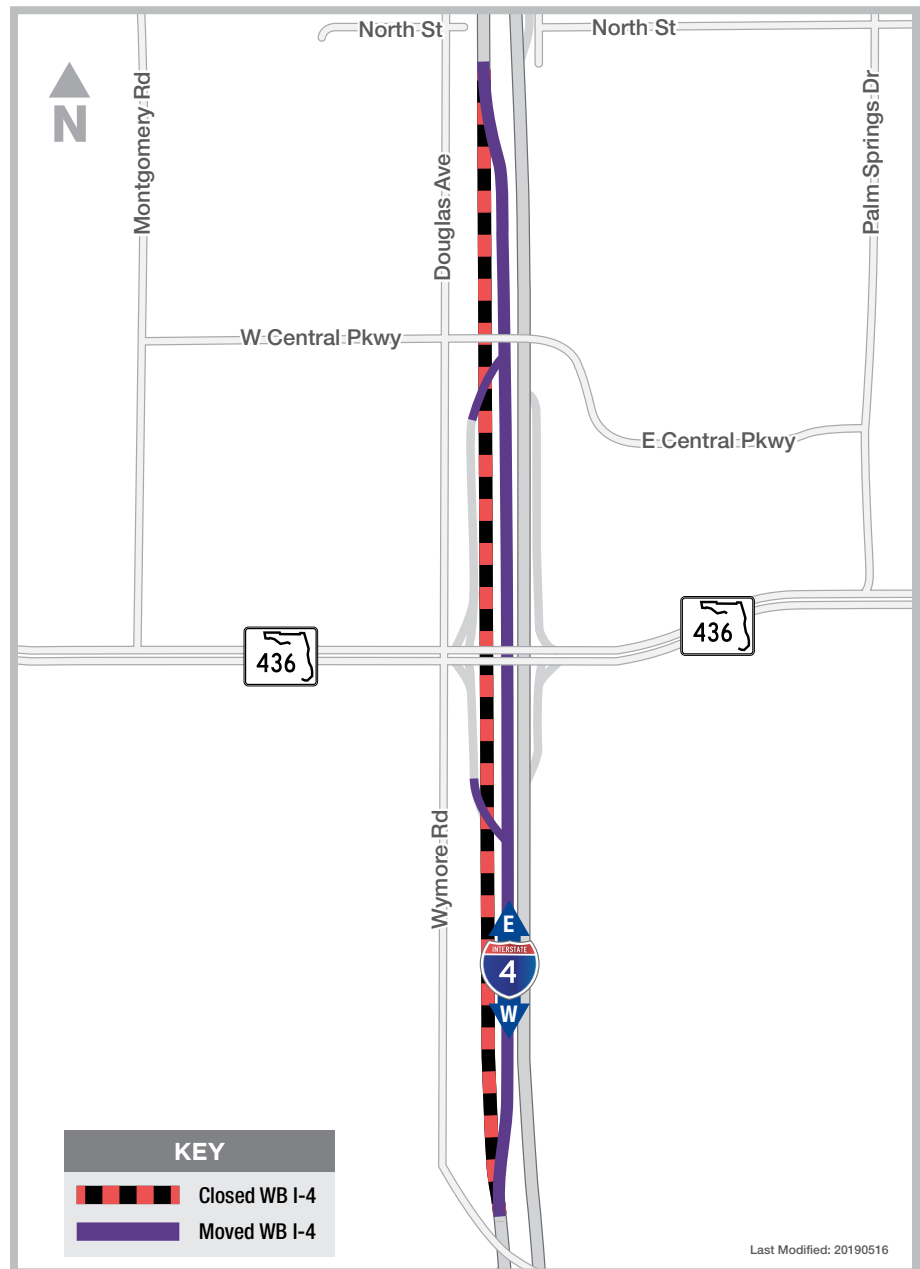 North St
North St
N
Montgomery Rd
Douglas Ave
Palm Springs Dr
W Central Pkwy
E Central Pkwy
436
436
Wymore Rd
E
INTERSTATE
4
W
KEY
Closed WB I-4
Moved WB I-4
Last Modified: 20190516